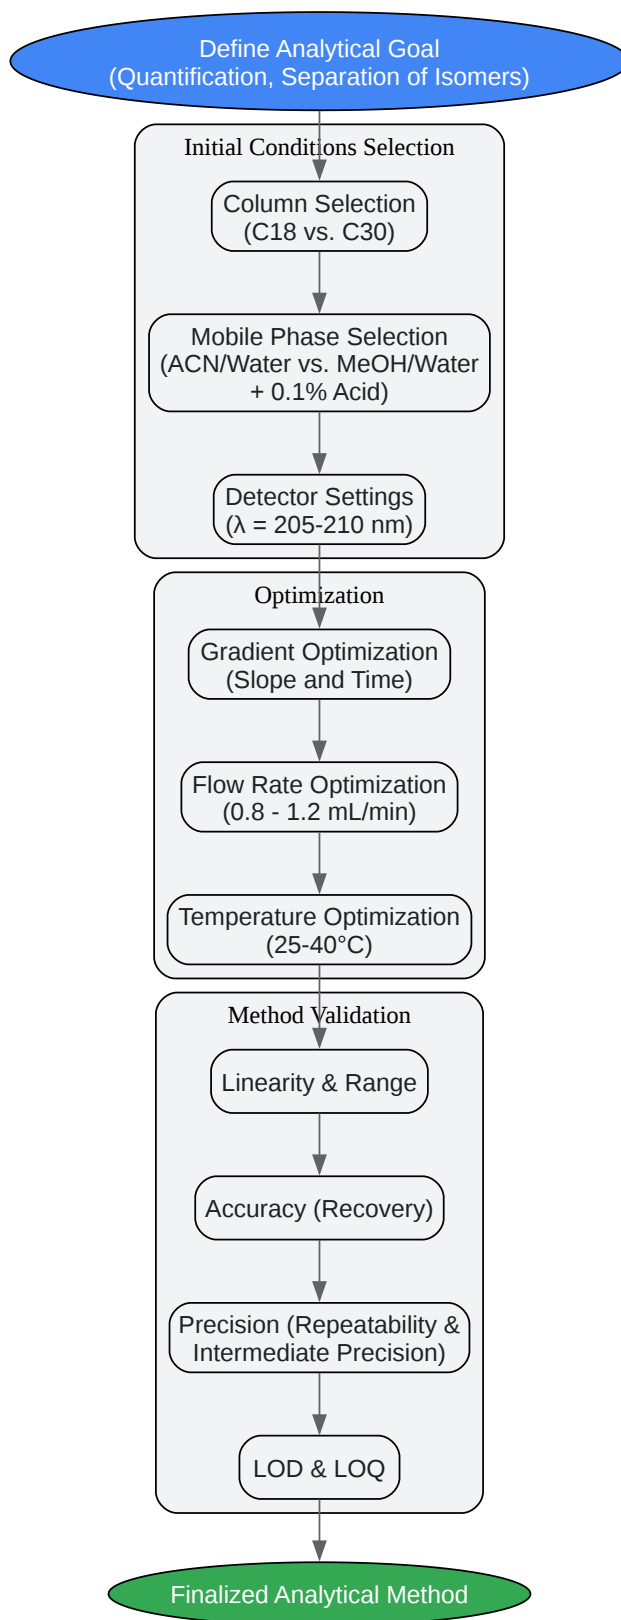 Define Analytical Goal
(Quantification, Separation of Isomers)
Initial Conditions Selection
Column Selection
(C18 vs. C30)
Mobile Phase Selection
(ACN/Water vs. MeOH/Water
+ 0.1% Acid)
Detector Settings
(λ = 205-210 nm)
Optimization
Gradient Optimization
(Slope and Time)
Flow Rate Optimization
(0.8 - 1.2 mL/min)
Temperature Optimization
(25-40°C)
Method Validation
Linearity & Range
Accuracy (Recovery)
Precision (Repeatability &
Intermediate Precision)
LOD & LOQ
Finalized Analytical Method